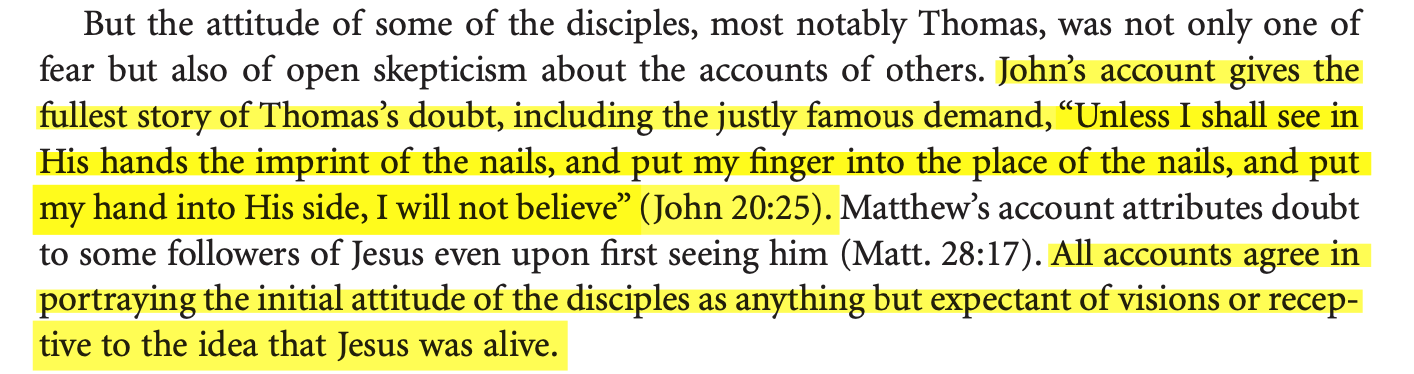 But the attitude of some of the disciples, most notably Thomas, was not only one of
fear but also of open skepticism about the accounts of others. John’s account gives the
fullest story of Thomas’s doubt, including the justly famous demand, “Unless I shall see in
His hands the imprint of the nails, and put my finger into the place of the nails, and put
my hand into His side, I will not believe” (John 20:25). Matthew’s account attributes doubt
to some followers of Jesus even upon first seeing him (Matt. 28:17). All accounts agree in
portraying the initial attitude of the disciples as anything but expectant of visions or recep-
tive to the idea that Jesus was alive.